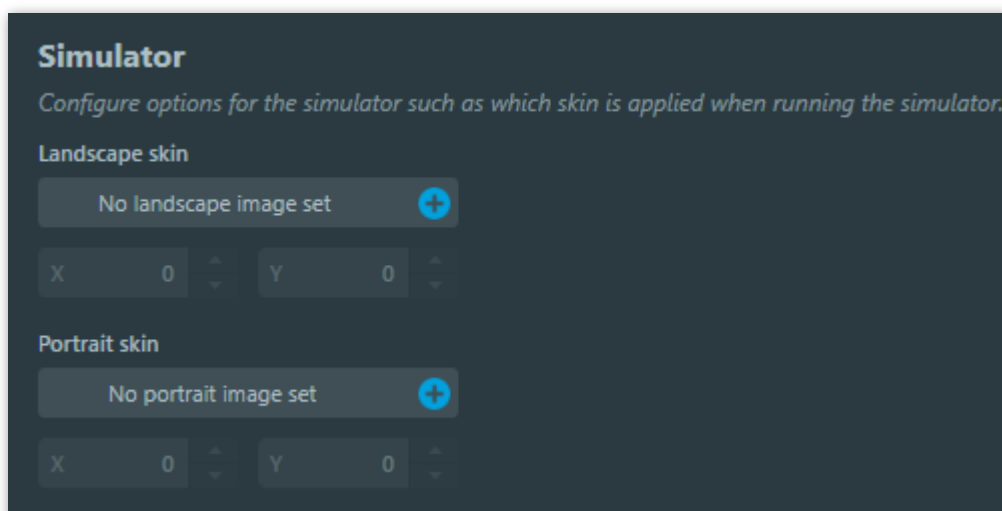 Simulator
Configure options for the simulator such as which skin is applied when running the simulator.
Landscape skin
No landscape image set
X 0 Y 0
Portrait skin
No portrait image set
X 0 Y 0